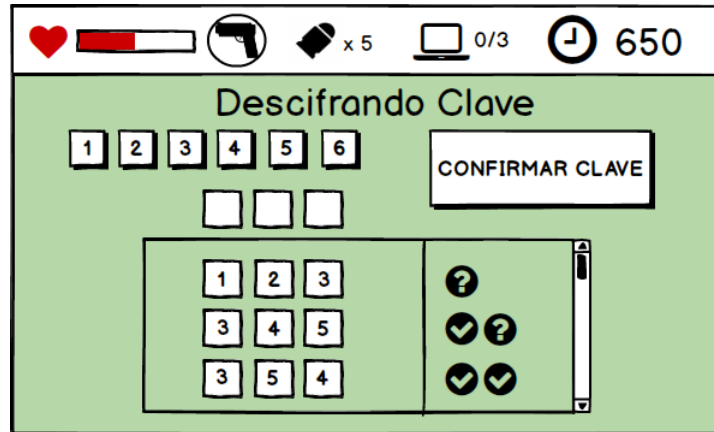 x 5 0/3 650
Descifrando Clave
1 2 3 4 5 6
CONFIRMAR CLAVE
1 2 3 ?
3 4 5 ?
3 5 4